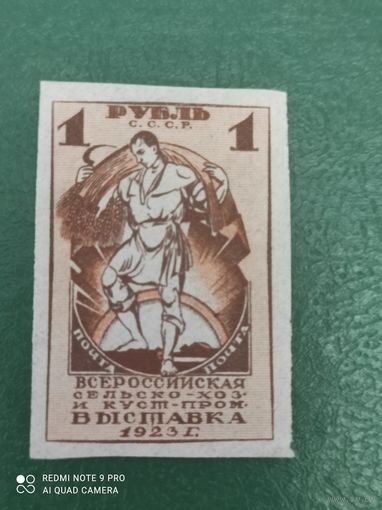 1 РУБЛЬ 1
С.С.С.Р.
ПОЧТА ПОЧТА
ВСЕРОССИЙСКАЯ
СЕЛЬСКО-ХОЗ-
И КУСТ-ПРОМ-
ВЫСТАВКА
1923 Г.
REDMI NOTE 9 PRO
AI QUAD CAMERA